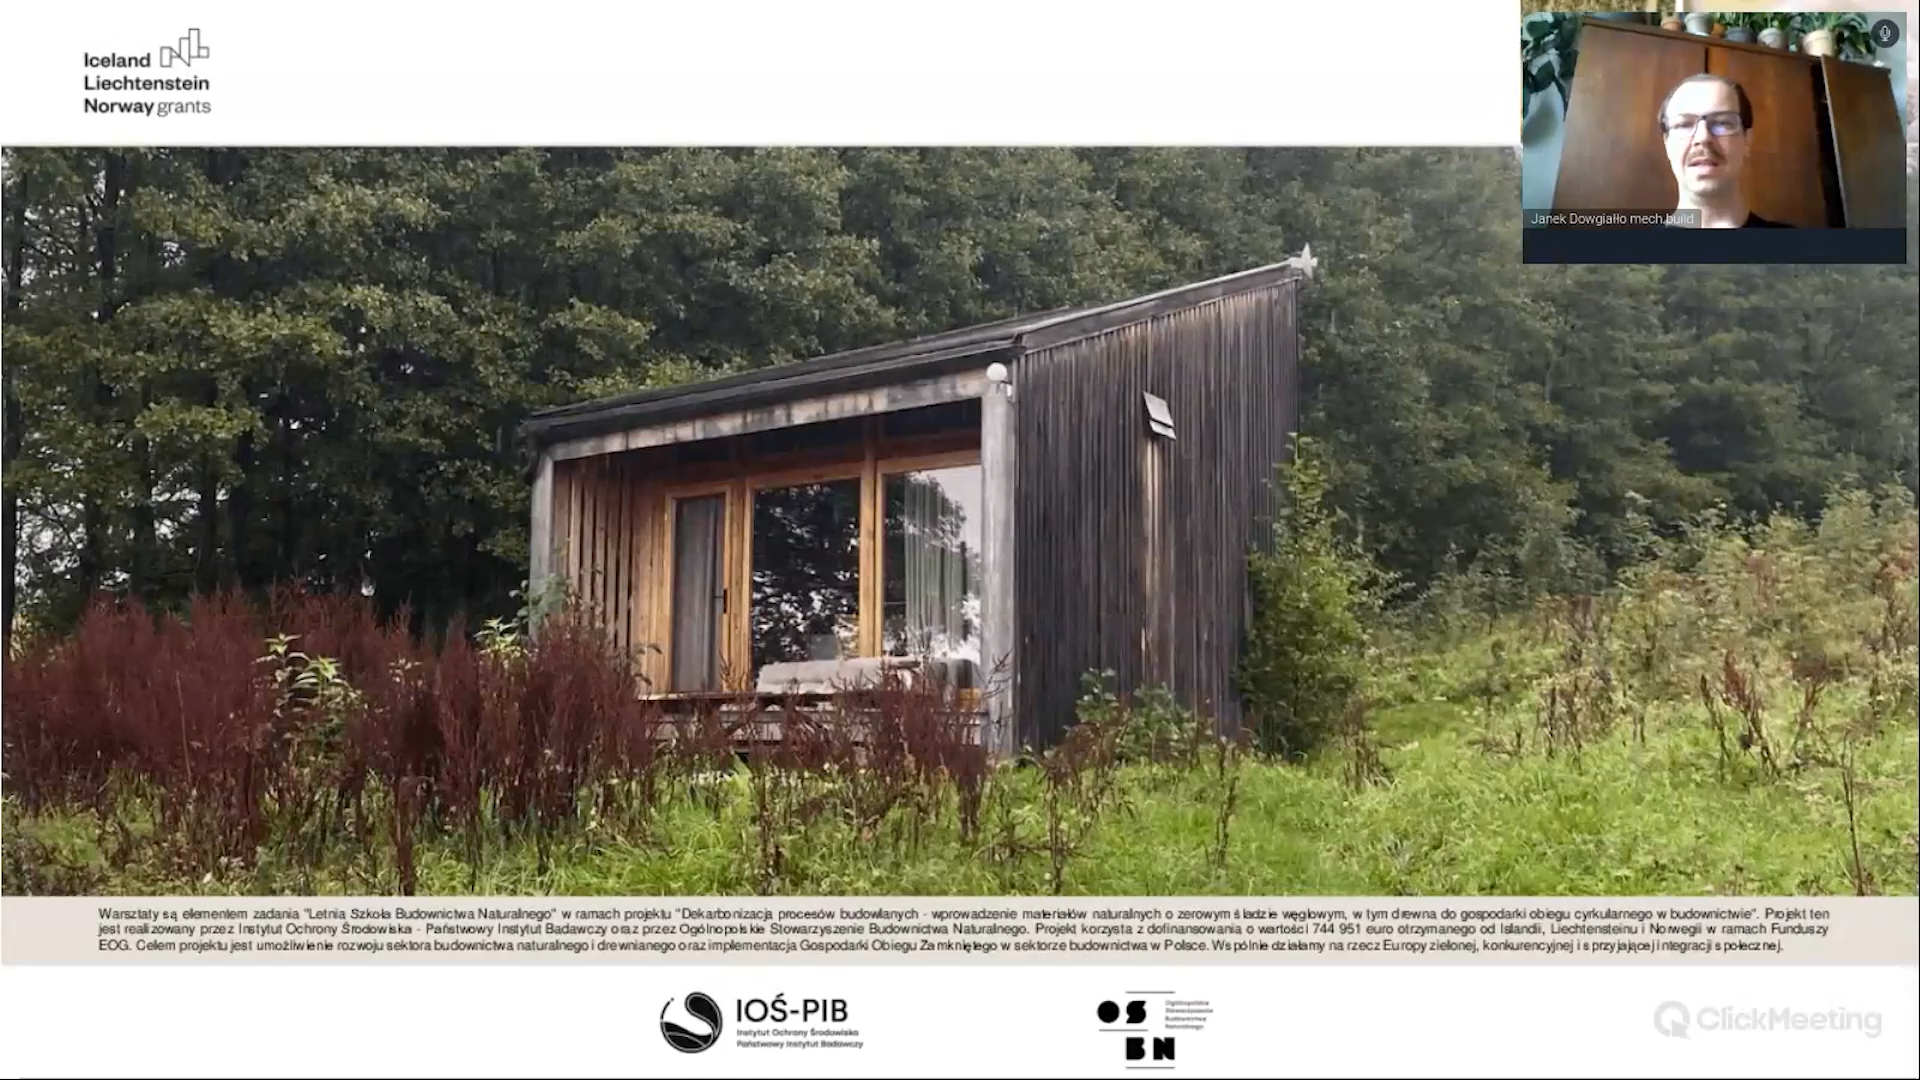 Iceland
Liechtenstein
Norway grants
Janek Dowgiałło mech.build
Warsztaty są elementem zadania "Letnia Szkoła Budownictwa Naturalnego" w ramach projektu "Dekarbonizacja procesów budowlanych - wprowadzenie materiałów naturalnych o zerowym śladzie węglowym, w tym drewna do gospodarki obiegu cyrkularnego w budownictwie". Projekt ten
jest realizowany przez Instytut Ochrony Środowiska - Państwowy Instytut Badawczy oraz przez Ogólnopolskie Stowarzyszenie Budownictwa Naturalnego. Projekt korzysta z dofinansowania o wartości 744 951 euro otrzymanego od Islandii, Liechtensteinu i Norwegii w ramach Funduszy
EOG. Celem projektu jest umożliwienie rozwoju sektora budownictwa naturalnego i drewnianego oraz implementacja Gospodarki Obiegu Zamkniętego w sektorze budownictwa w Polsce. Wspólnie działamy na rzecz Europy zielonej, konkurencyjnej i sprzyjającej integracji społecznej.
IOŚ-PIB
Instytut Ochrony Środowiska
Państwowy Instytut Badawczy
OS
BN
Ogólnopolskie
Stowarzyszenie
Budownictwa
Naturalnego
ClickMeeting